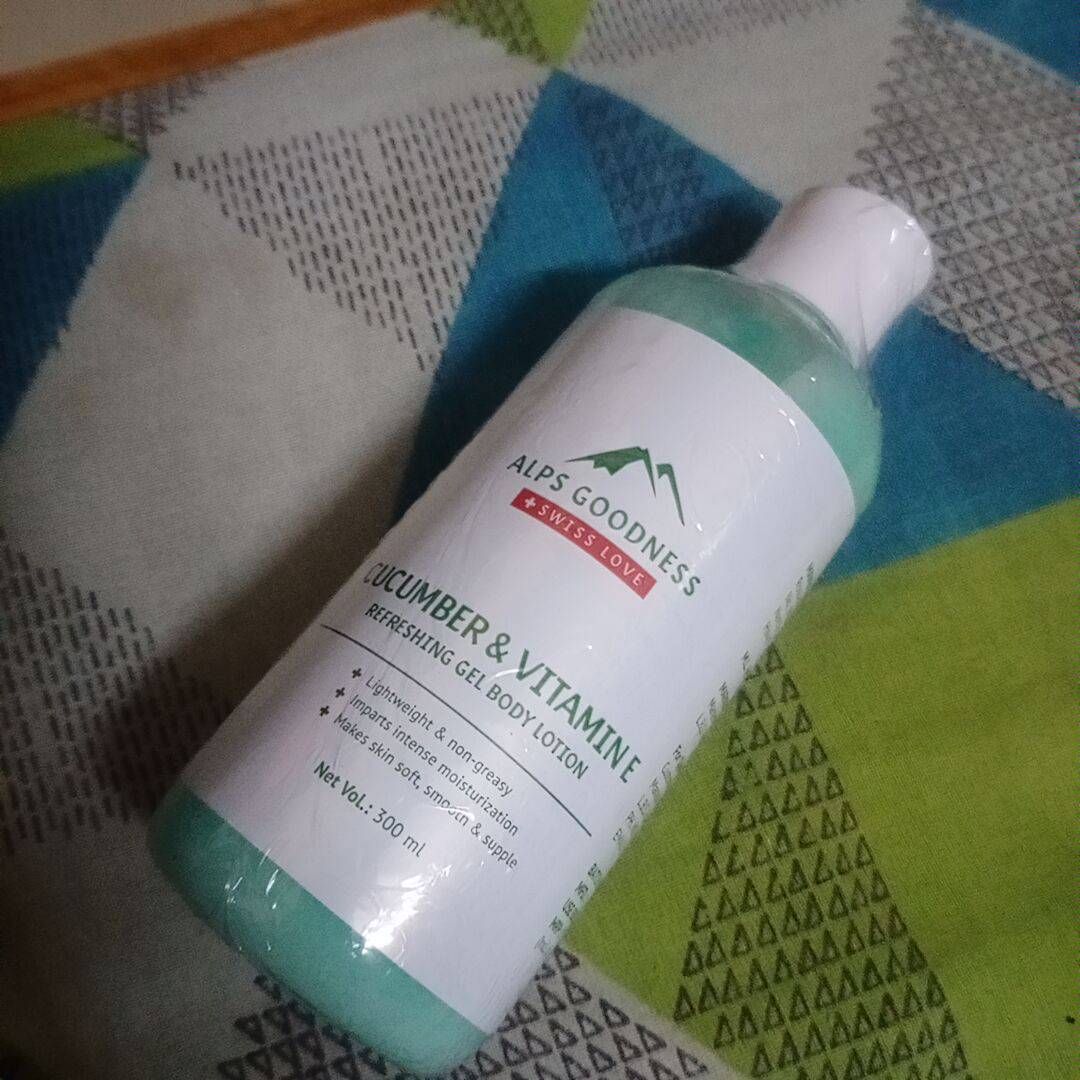 ALPS GOODNESS
+ SWISS LOVE
CUCUMBER & VITAMIN E
REFRESHING GEL BODY LOTION
+ Lightweight & non-greasy
+ Imparts intense moisturization
+ Makes skin soft, smooth & supple
Net Vol.: 300 ml